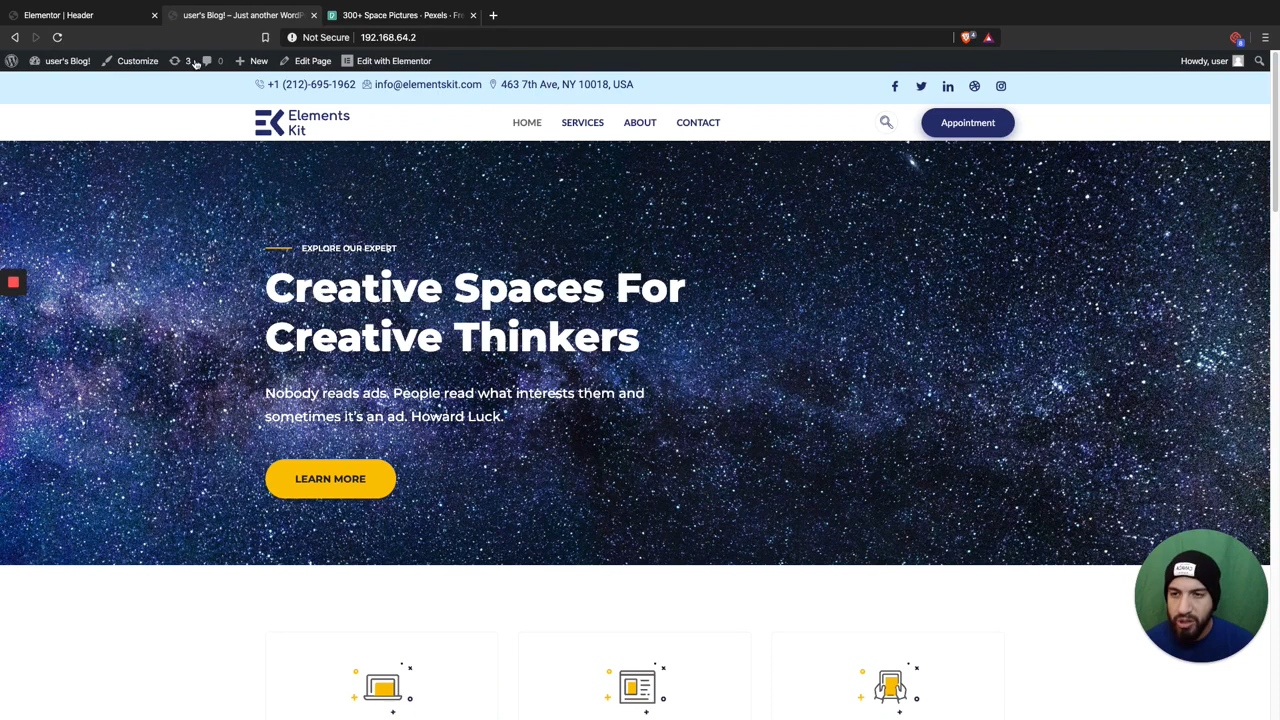 Elementor | Header
user's Blog! – Just another WordP
300+ Space Pictures · Pexels · Fre
Not Secure
192.168.64.2
4
8
user's Blog!
Customize
3
0
New
Edit Page
Edit with Elementor
Howdy, user
+1 (212)-695-1962
info@elementskit.com
463 7th Ave, NY 10018, USA
Elements
Kit
HOME
SERVICES
ABOUT
CONTACT
Appointment
EXPLORE OUR EXPERT
Creative Spaces For
Creative Thinkers
Nobody reads ads. People read what interests them and
sometimes it's an ad. Howard Luck.
LEARN MORE